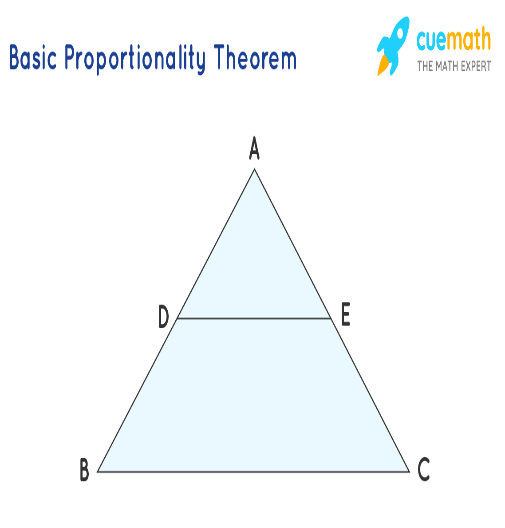 Basic Proportionality Theorem
cuemath
THE MATH EXPERT
A
D
E
B
C